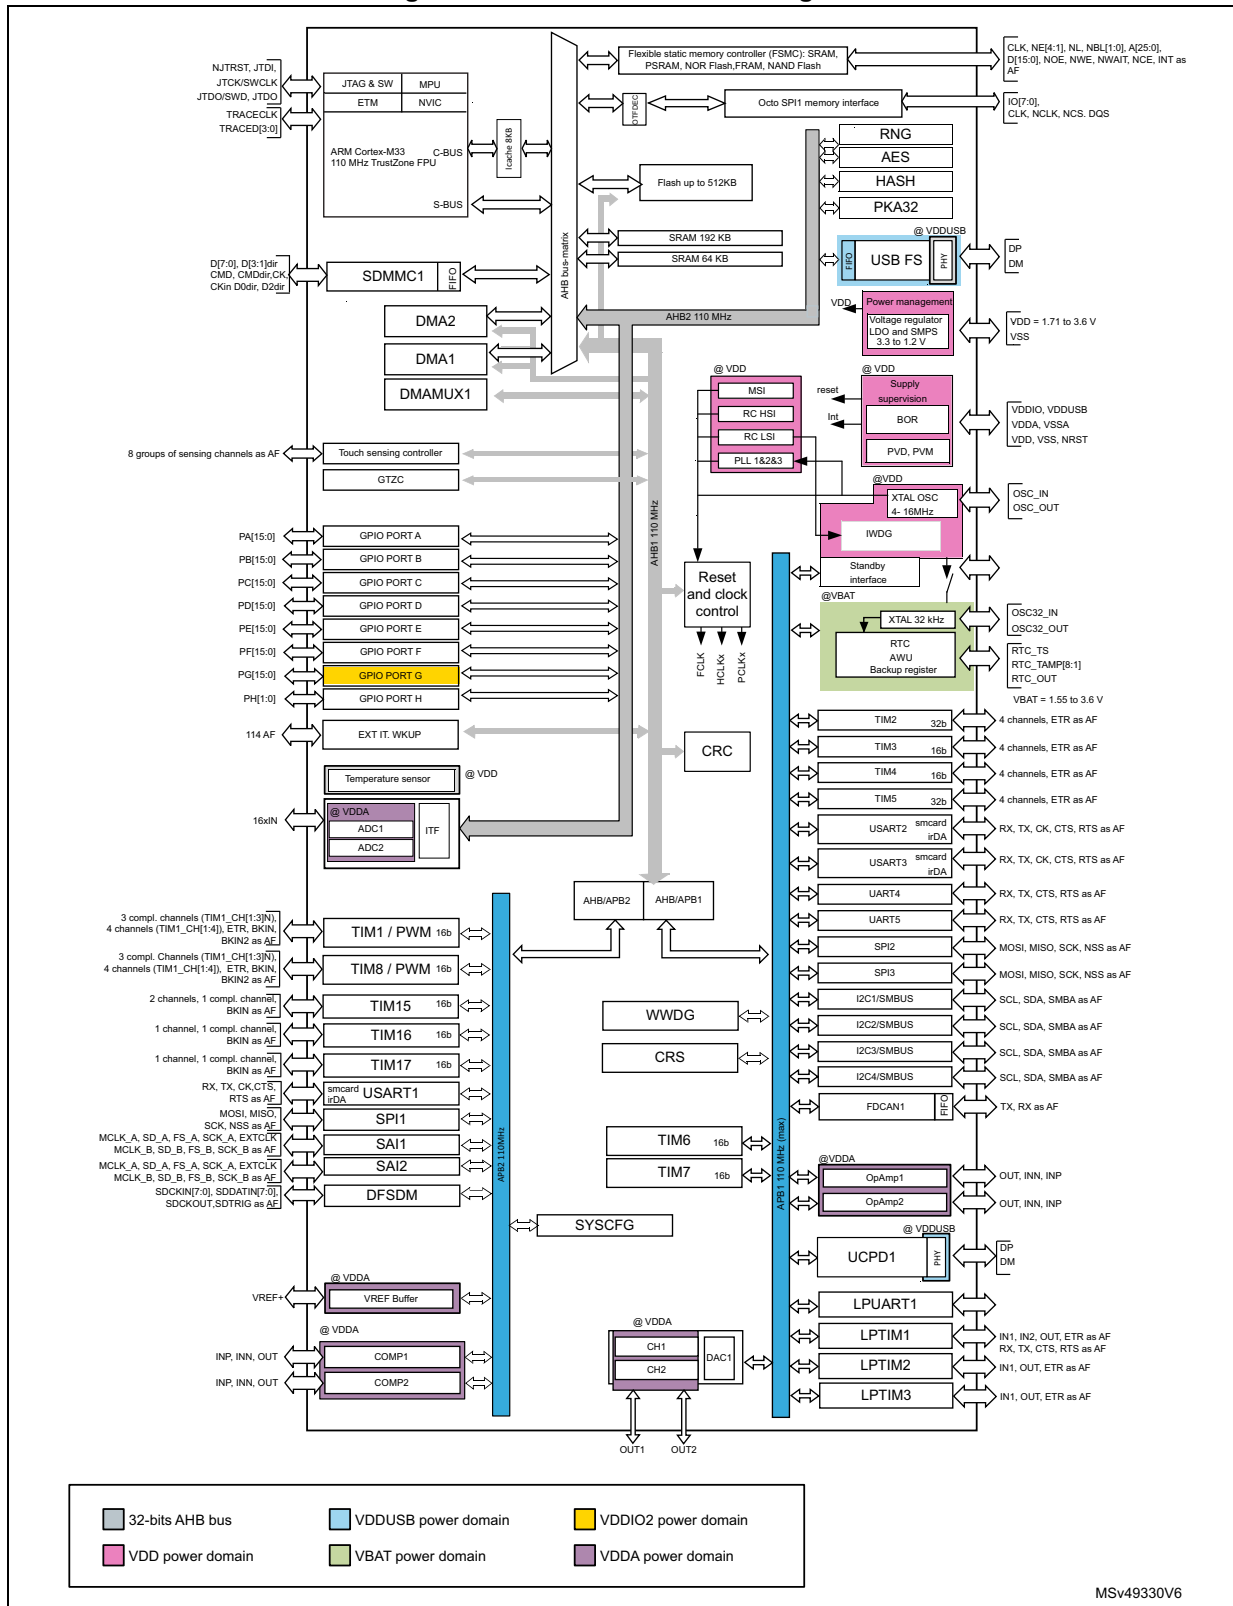 Flexible static memory controller (FSMC): SRAM,
PSRAM, NOR Flash,FRAM, NAND Flash
CLK, NE[4:1], NL, NBL[1:0], A[25:0],
D[15:0], NOE, NWE, NWAIT, NCE, INT as
AF
NJTRST, JTDI,
JTCK/SWCLK
JTDO/SWD, JTDO
JTAG & SW
MPU
ETM
NVIC
TRACECLK
TRACED[3:0]
ARM Cortex-M33
110 MHz TrustZone FPU
C-BUS
S-BUS
Icache 8KB
AHB bus-matrix
OTFDEC
Octo SPI1 memory interface
IO[7:0],
CLK, NCLK, NCS. DQS
RNG
AES
HASH
PKA32
Flash up to 512KB
SRAM 192 KB
SRAM 64 KB
@ VDDUSB
FIFO
USB FS
PHY
DP
DM
D[7:0], D[3:1]dir
CMD, CMDdir,CK,
CKin D0dir, D2dir
SDMMC1
FIFO
DMA2
DMA1
DMAMUX1
AHB2 110 MHz
VDD
Power management
Voltage regulator
LDO and SMPS
3.3 to 1.2 V
VDD = 1.71 to 3.6 V
VSS
@ VDD
MSI
RC HSI
RC LSI
PLL 1&2&3
@ VDD
reset
Int
Supply
supervision
BOR
PVD, PVM
VDDIO, VDDUSB
VDDA, VSSA
VDD, VSS, NRST
8 groups of sensing channels as AF
Touch sensing controller
GTZC
AHB1 110 MHz
@VDD
XTAL OSC
4- 16MHz
IWDG
OSC_IN
OSC_OUT
Standby
interface
PA[15:0]
GPIO PORT A
PB[15:0]
GPIO PORT B
PC[15:0]
GPIO PORT C
PD[15:0]
GPIO PORT D
PE[15:0]
GPIO PORT E
PF[15:0]
GPIO PORT F
PG[15:0]
GPIO PORT G
PH[1:0]
GPIO PORT H
Reset
and clock
control
FCLK
HCLKx
PCLKx
@VBAT
XTAL 32 kHz
RTC
AWU
Backup register
OSC32_IN
OSC32_OUT
RTC_TS
RTC_TAMP[8:1]
RTC_OUT
VBAT = 1.55 to 3.6 V
114 AF
EXT IT. WKUP
CRC
Temperature sensor
@ VDD
16xIN
@ VDDA
ADC1
ADC2
ITF
TIM2 32b
4 channels, ETR as AF
TIM3 16b
4 channels, ETR as AF
TIM4 16b
4 channels, ETR as AF
TIM5 32b
4 channels, ETR as AF
USART2 smcard
irDA
RX, TX, CK, CTS, RTS as AF
USART3 smcard
irDA
RX, TX, CK, CTS, RTS as AF
UART4
RX, TX, CTS, RTS as AF
UART5
RX, TX, CTS, RTS as AF
SPI2
MOSI, MISO, SCK, NSS as AF
SPI3
MOSI, MISO, SCK, NSS as AF
I2C1/SMBUS
SCL, SDA, SMBA as AF
I2C2/SMBUS
SCL, SDA, SMBA as AF
I2C3/SMBUS
SCL, SDA, SMBA as AF
I2C4/SMBUS
SCL, SDA, SMBA as AF
FDCAN1
FIFO
TX, RX as AF
AHB/APB2
AHB/APB1
3 compl. channels (TIM1_CH[1:3]N),
4 channels (TIM1_CH[1:4]), ETR, BKIN,
BKIN2 as AF
TIM1 / PWM 16b
3 compl. Channels (TIM1_CH[1:3]N),
4 channels (TIM1_CH[1:4]), ETR, BKIN,
BKIN2 as AF
TIM8 / PWM 16b
2 channels, 1 compl. channel,
BKIN as AF
TIM15 16b
1 channel, 1 compl. channel,
BKIN as AF
TIM16 16b
1 channel, 1 compl. channel,
BKIN as AF
TIM17 16b
RX, TX, CK,CTS,
RTS as AF
smcard
irDA
USART1
MOSI, MISO,
SCK, NSS as AF
SPI1
MCLK_A, SD_A, FS_A, SCK_A, EXTCLK
MCLK_B, SD_B, FS_B, SCK_B as AF
SAI1
MCLK_A, SD_A, FS_A, SCK_A, EXTCLK
MCLK_B, SD_B, FS_B, SCK_B as AF
SAI2
SDCKIN[7:0], SDDATIN[7:0],
SDCKOUT,SDTRIG as AF
DFSDM
APB2 110MHz
WWDG
CRS
TIM6 16b
TIM7 16b
SYSCFG
APB1 110 MHz (max)
@VDDA
OpAmp1
OUT, INN, INP
OpAmp2
OUT, INN, INP
@ VDDUSB
UCPD1
PHY
DP
DM
@ VDDA
VREF+
VREF Buffer
@ VDDA
INP, INN, OUT
COMP1
INP, INN, OUT
COMP2
@ VDDA
CH1
CH2
DAC1
OUT1
OUT2
LPUART1
LPTIM1
IN1, IN2, OUT, ETR as AF
RX, TX, CTS, RTS as AF
LPTIM2
IN1, OUT, ETR as AF
LPTIM3
IN1, OUT, ETR as AF
32-bits AHB bus
VDDUSB power domain
VDDIO2 power domain
VDD power domain
VBAT power domain
VDDA power domain
MSv49330V6